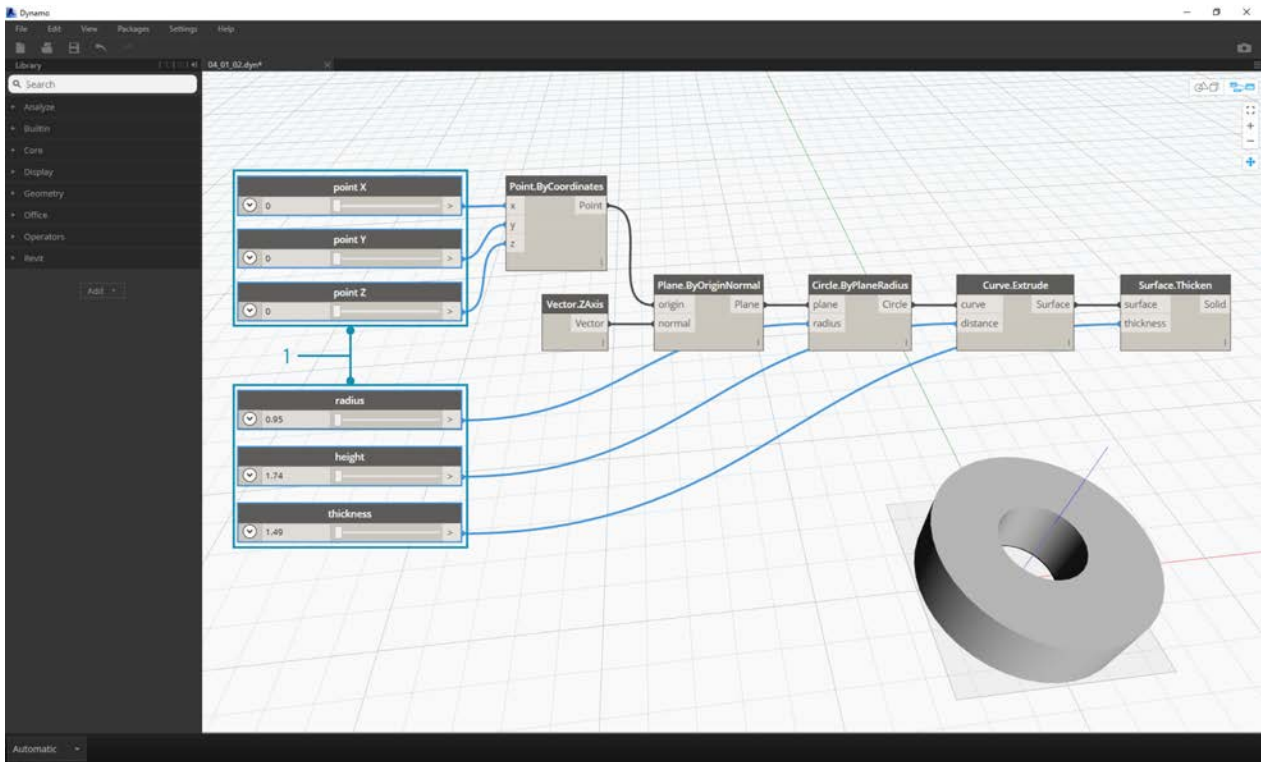 Dynamo
File Edit View Packages Settings Help
Library
04_01_02.dyn*
Search
Analyze
Builtin
Core
Display
Geometry
Office
Operators
Revit
Add
point X
0 >
point Y
0 >
point Z
0 >
1
radius
0.95 >
height
1.74 >
thickness
1.49 >
Point.ByCoordinates
x Point
y
z
Vector.ZAxis
Vector
Plane.ByOriginNormal
origin Plane
normal
Circle.ByPlaneRadius
plane Circle
radius
Curve.Extrude
curve Surface
distance
Surface.Thicken
surface Solid
thickness
Automatic